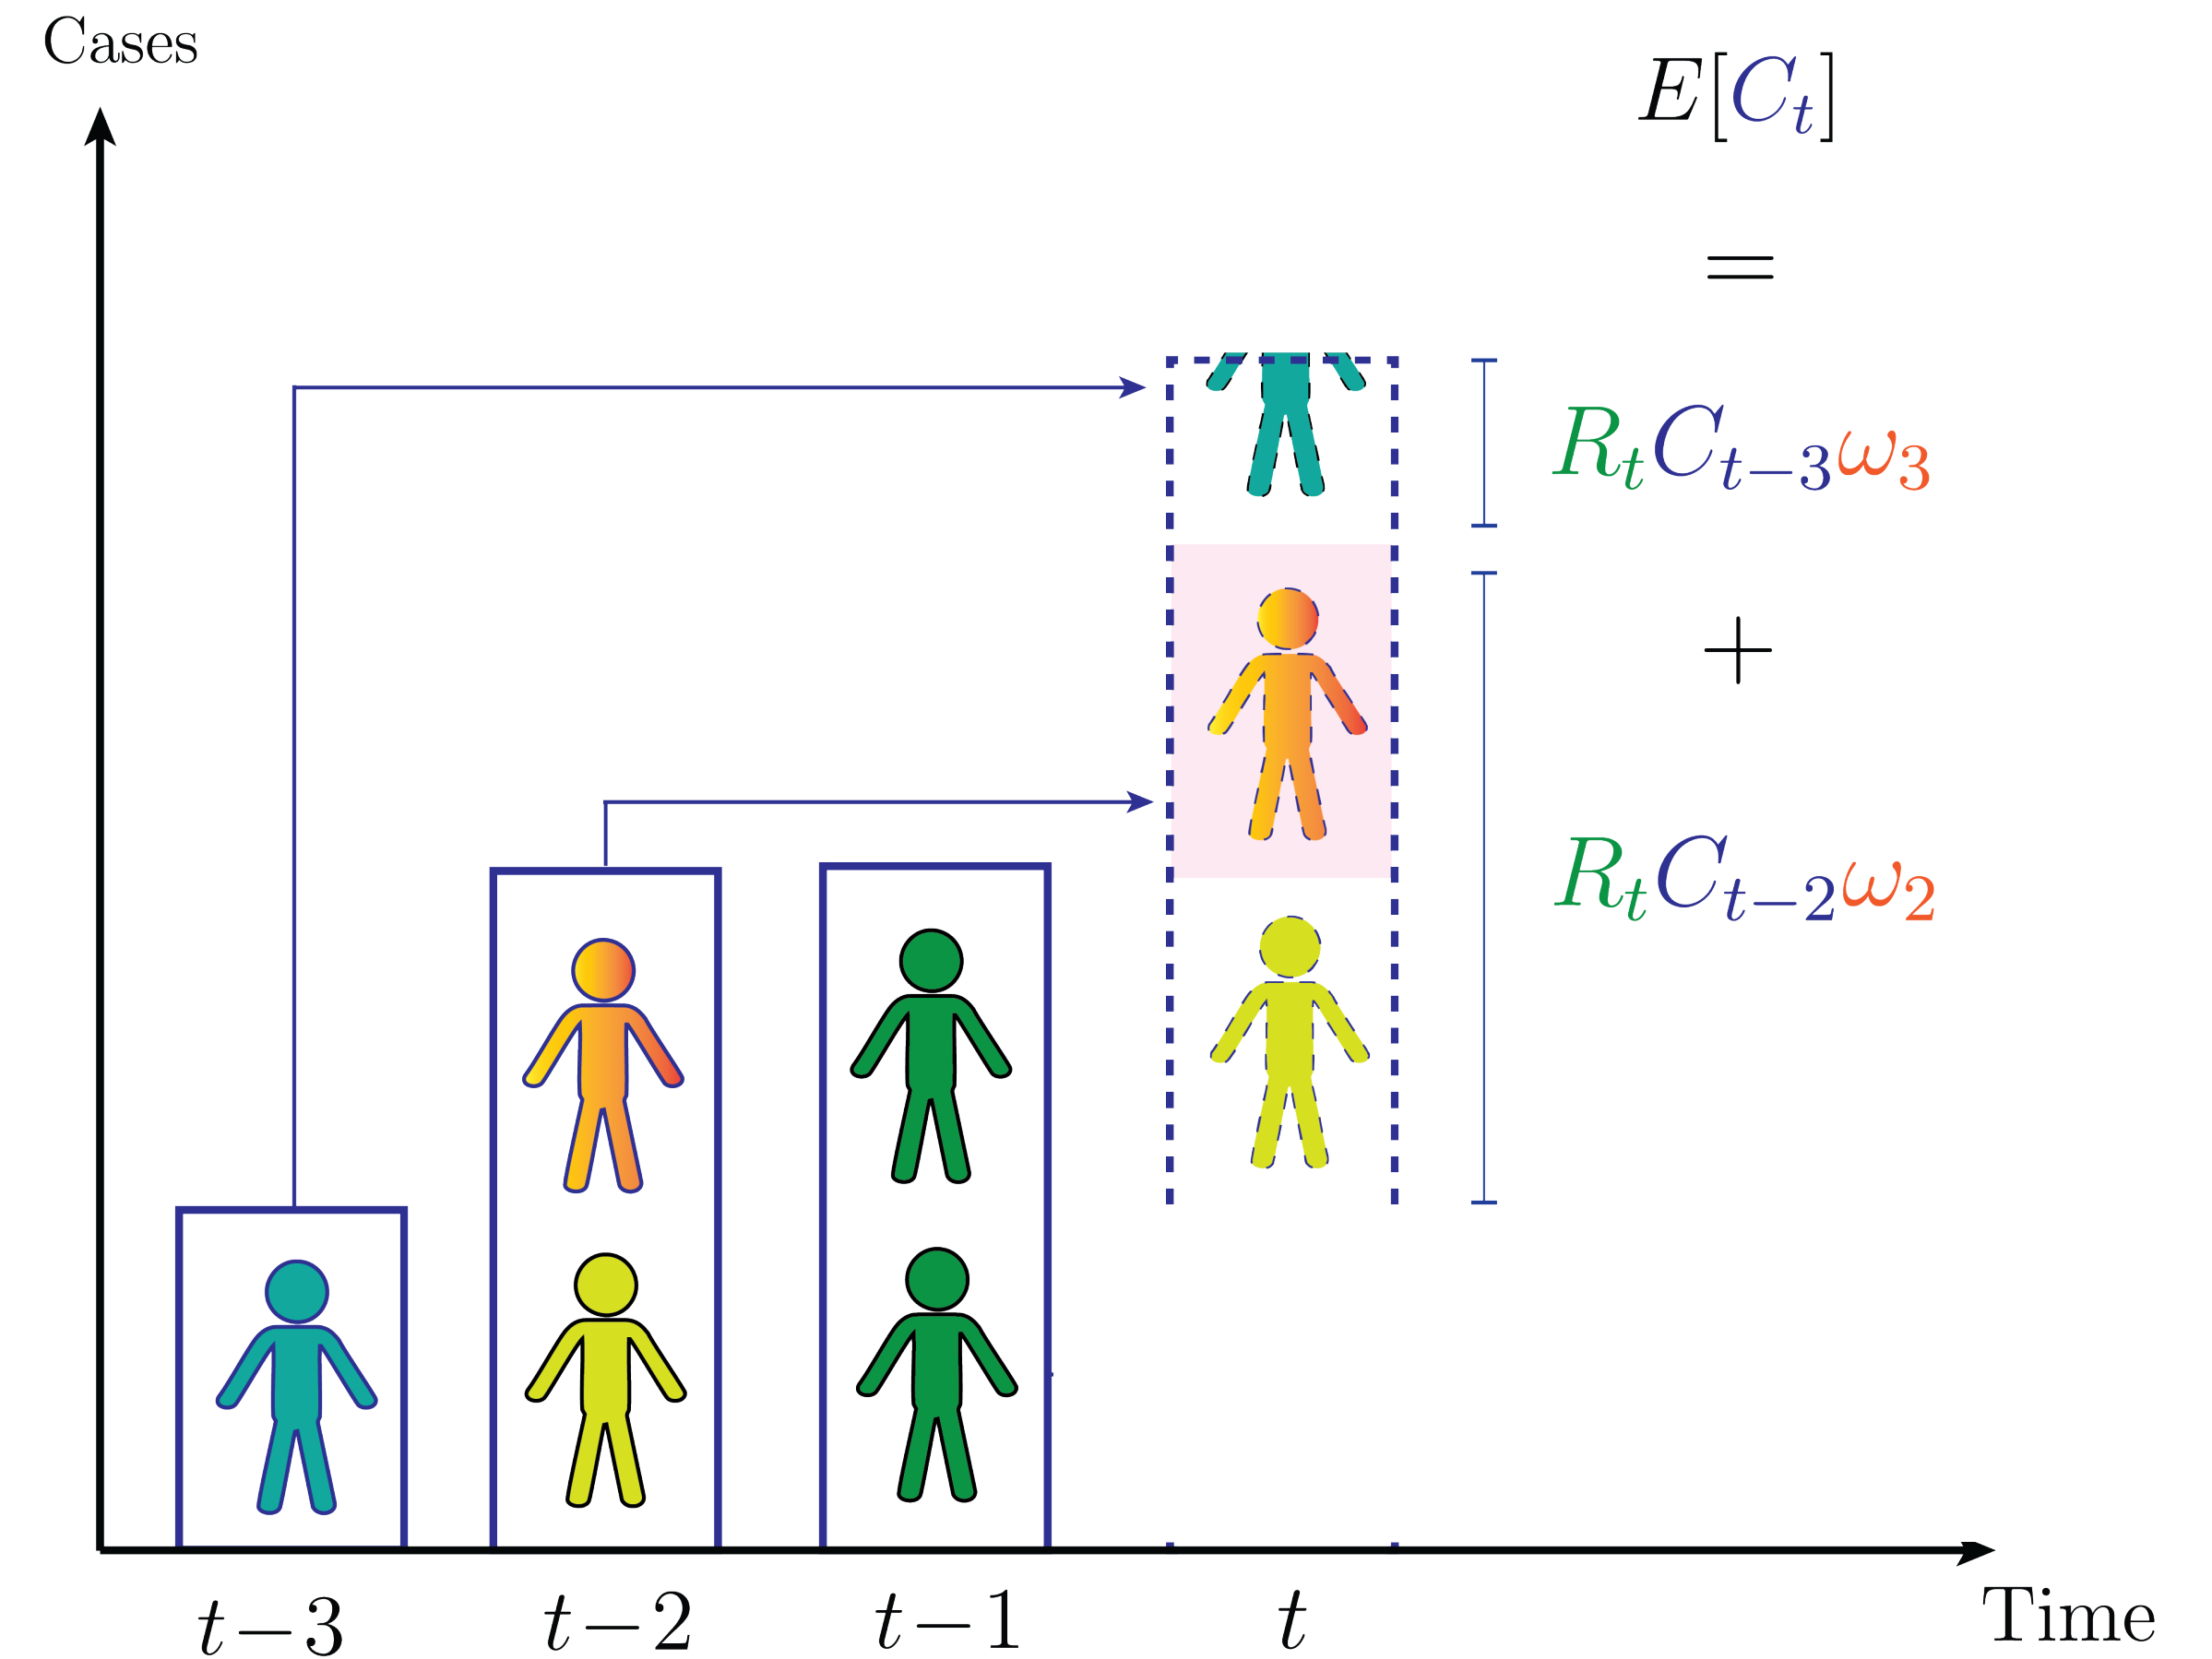 Cases
E[C_t]
=
R_t C_{t-3} ω_3
+
R_t C_{t-2} ω_2
t−3
t−2
t−1
t
Time